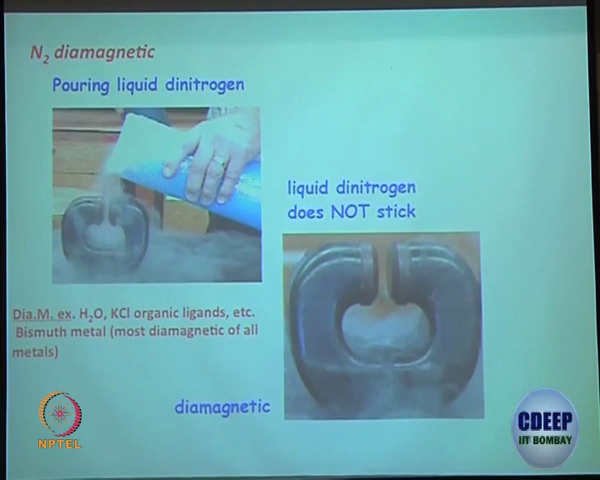 N2 diamagnetic
Pouring liquid dinitrogen
liquid dinitrogen
does NOT stick
Dia.M. ex. H2O, KCl organic ligands, etc.
Bismuth metal (most diamagnetic of all
metals)
diamagnetic
NPTEL
CDEEP
IIT BOMBAY